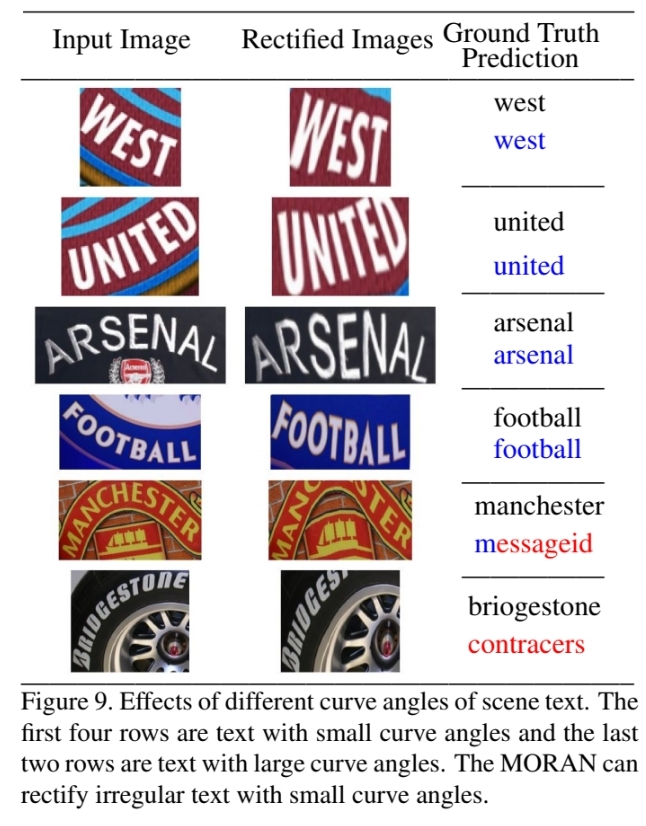 Input Image Rectified Images Ground Truth
Prediction
WEST WEST west
west
UNITED UNITED united
united
ARSENAL ARSENAL arsenal
Arsenal
arsenal
FOOTBALL FOOTBALL football
football
MANCHESTER MANC STER manchester
messageid
BRIDGESTONE BRIDGES briogestone
contracers
Figure 9. Effects of different curve angles of scene text. The
first four rows are text with small curve angles and the last
two rows are text with large curve angles. The MORAN can
rectify irregular text with small curve angles.